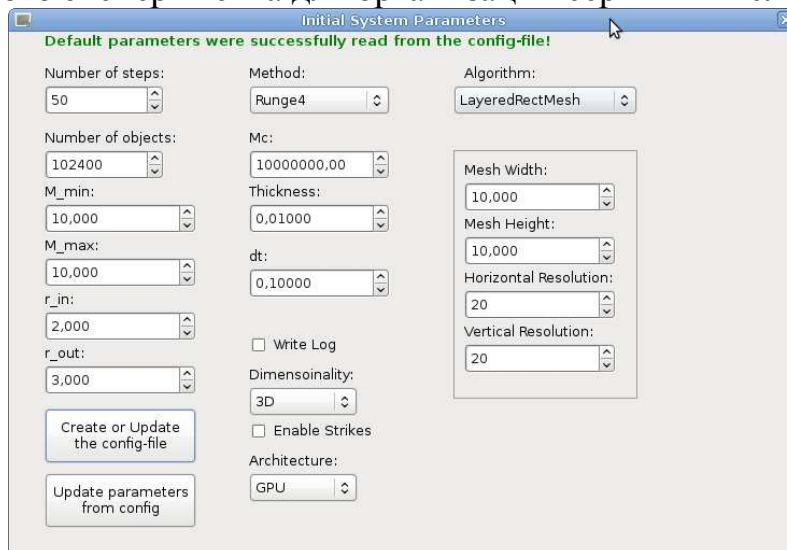 Initial System Parameters
Default parameters were successfully read from the config-file!
Number of steps:
50
Number of objects:
102400
M_min:
10,000
M_max:
10,000
r_in:
2,000
r_out:
3,000
Create or Update
the config-file
Update parameters
from config
Method:
Runge4
Mc:
10000000,00
Thickness:
0,01000
dt:
0,10000
Write Log
Dimensoinality:
3D
Enable Strikes
Architecture:
GPU
Algorithm:
LayeredRectMesh
Mesh Width:
10,000
Mesh Height:
10,000
Horizontal Resolution:
20
Vertical Resolution:
20